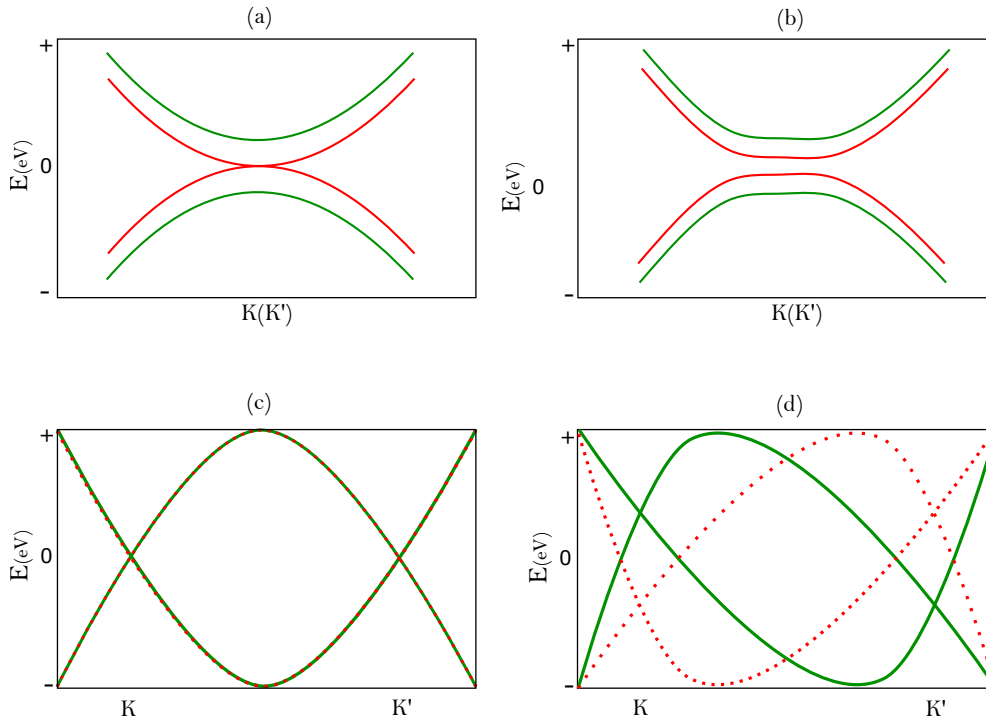 (a)
(b)
+
+
0
0
E(eV)
E(eV)
-
-
K(K')
K(K')
(c)
(d)
+
+
0
0
E(eV)
E(eV)
-
-
K
K'
K
K'